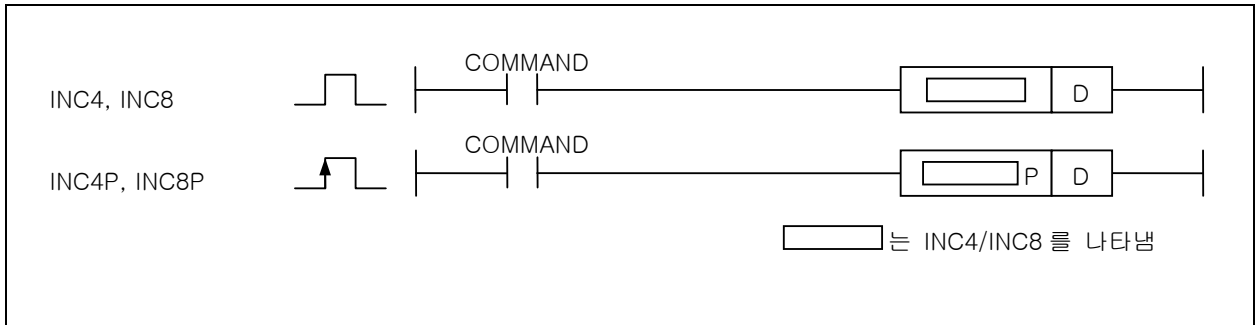 COMMAND
INC4, INC8
D
COMMAND
INC4P, INC8P
P
D
는 INC4/INC8 를 나타냄